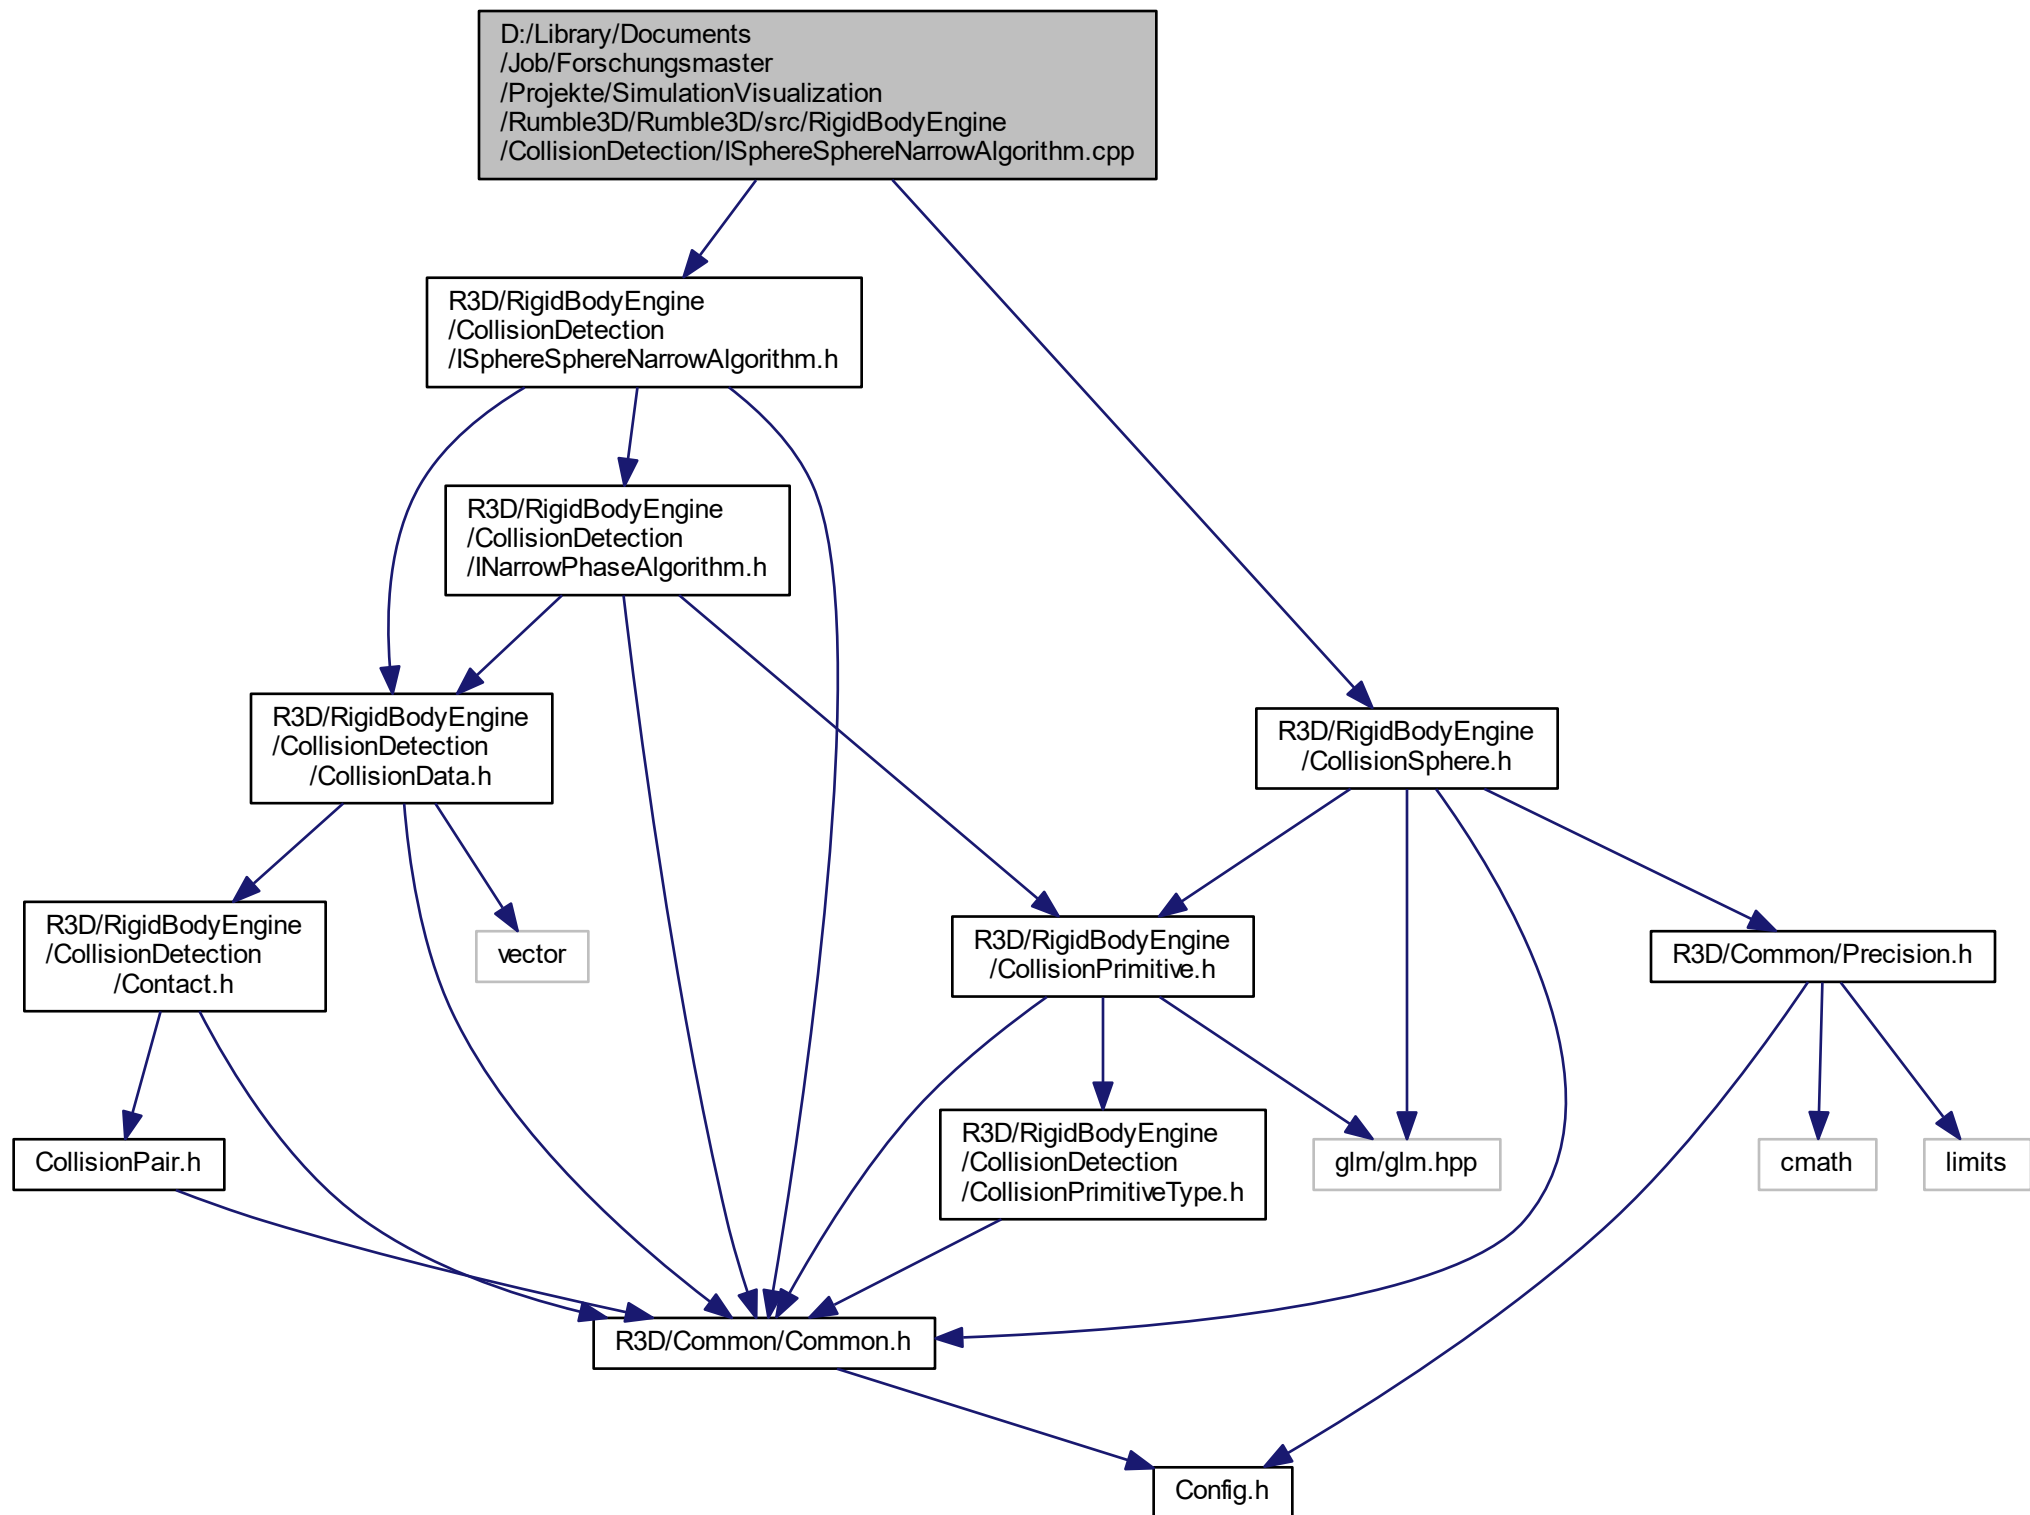 D:/Library/Documents
/Job/Forschungsmaster
/Projekte/SimulationVisualization
/Rumble3D/Rumble3D/src/RigidBodyEngine
/CollisionDetection/ISphereSphereNarrowAlgorithm.cpp
R3D/RigidBodyEngine
/CollisionDetection
/ISphereSphereNarrowAlgorithm.h
R3D/RigidBodyEngine
/CollisionDetection
/INarrowPhaseAlgorithm.h
R3D/RigidBodyEngine
/CollisionDetection
/CollisionData.h
R3D/RigidBodyEngine
/CollisionSphere.h
R3D/RigidBodyEngine
/CollisionDetection
/Contact.h
vector
R3D/RigidBodyEngine
/CollisionPrimitive.h
R3D/Common/Precision.h
CollisionPair.h
R3D/RigidBodyEngine
/CollisionDetection
/CollisionPrimitiveType.h
glm/glm.hpp
cmath
limits
R3D/Common/Common.h
Config.h